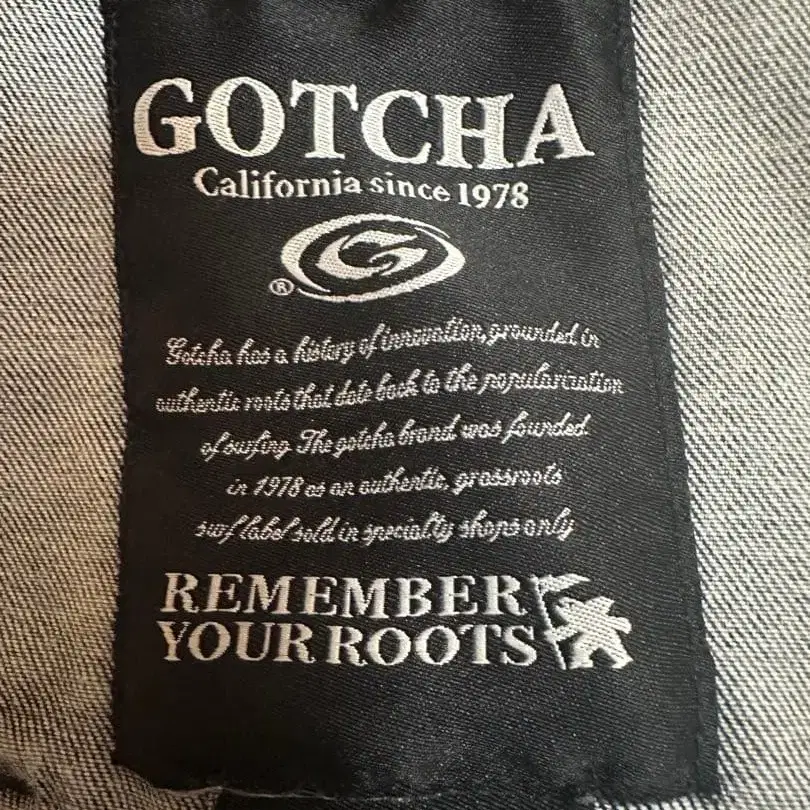 GOTCHA
California since 1978
G
®
Gotcha has a history of innovation, grounded in
authentic roots that date back to the popularization
of surfing. The gotcha brand was founded
in 1978 as an authentic, grassroots
surf label sold in speciality shops only
REMEMBER
YOUR ROOTS